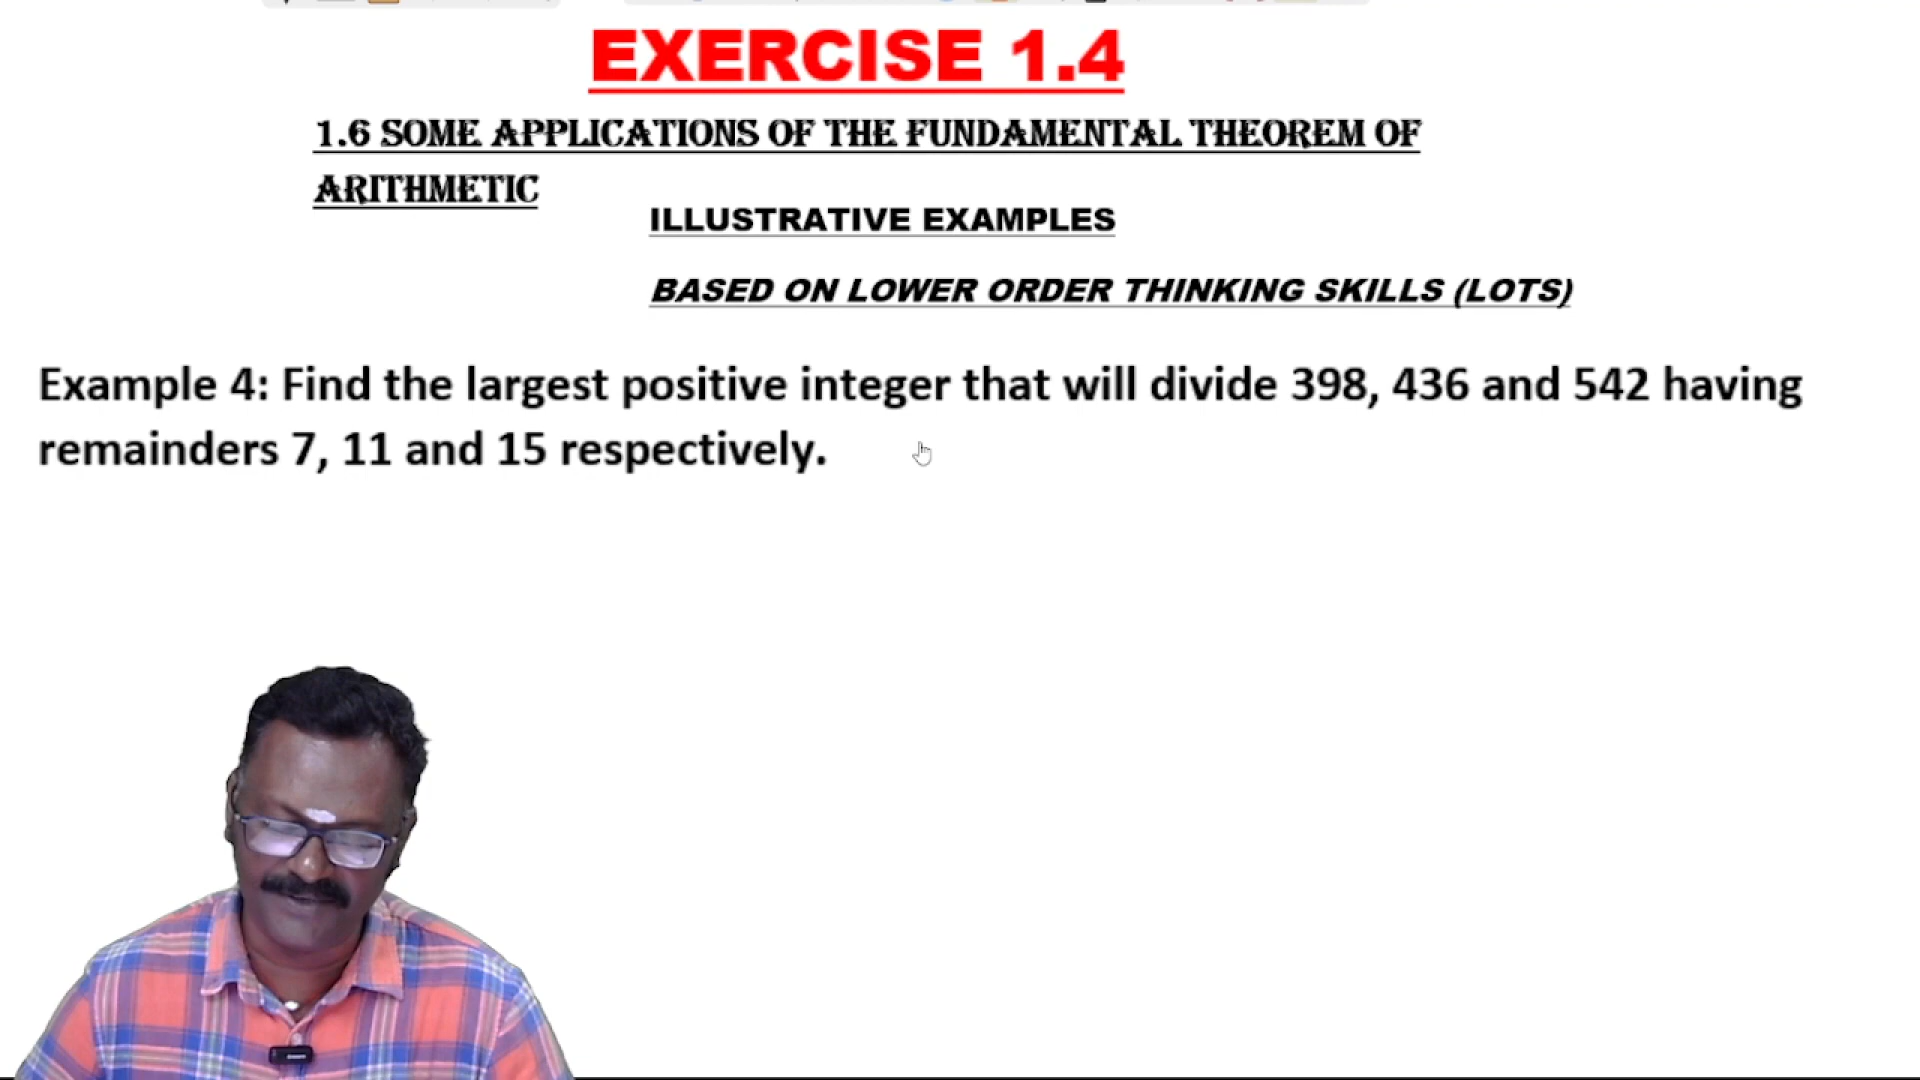 EXERCISE 1.4
1.6 SOME APPLICATIONS OF THE FUNDAMENTAL THEOREM OF
ARITHMETIC
ILLUSTRATIVE EXAMPLES
BASED ON LOWER ORDER THINKING SKILLS (LOTS)
Example 4: Find the largest positive integer that will divide 398, 436 and 542 having
remainders 7, 11 and 15 respectively.